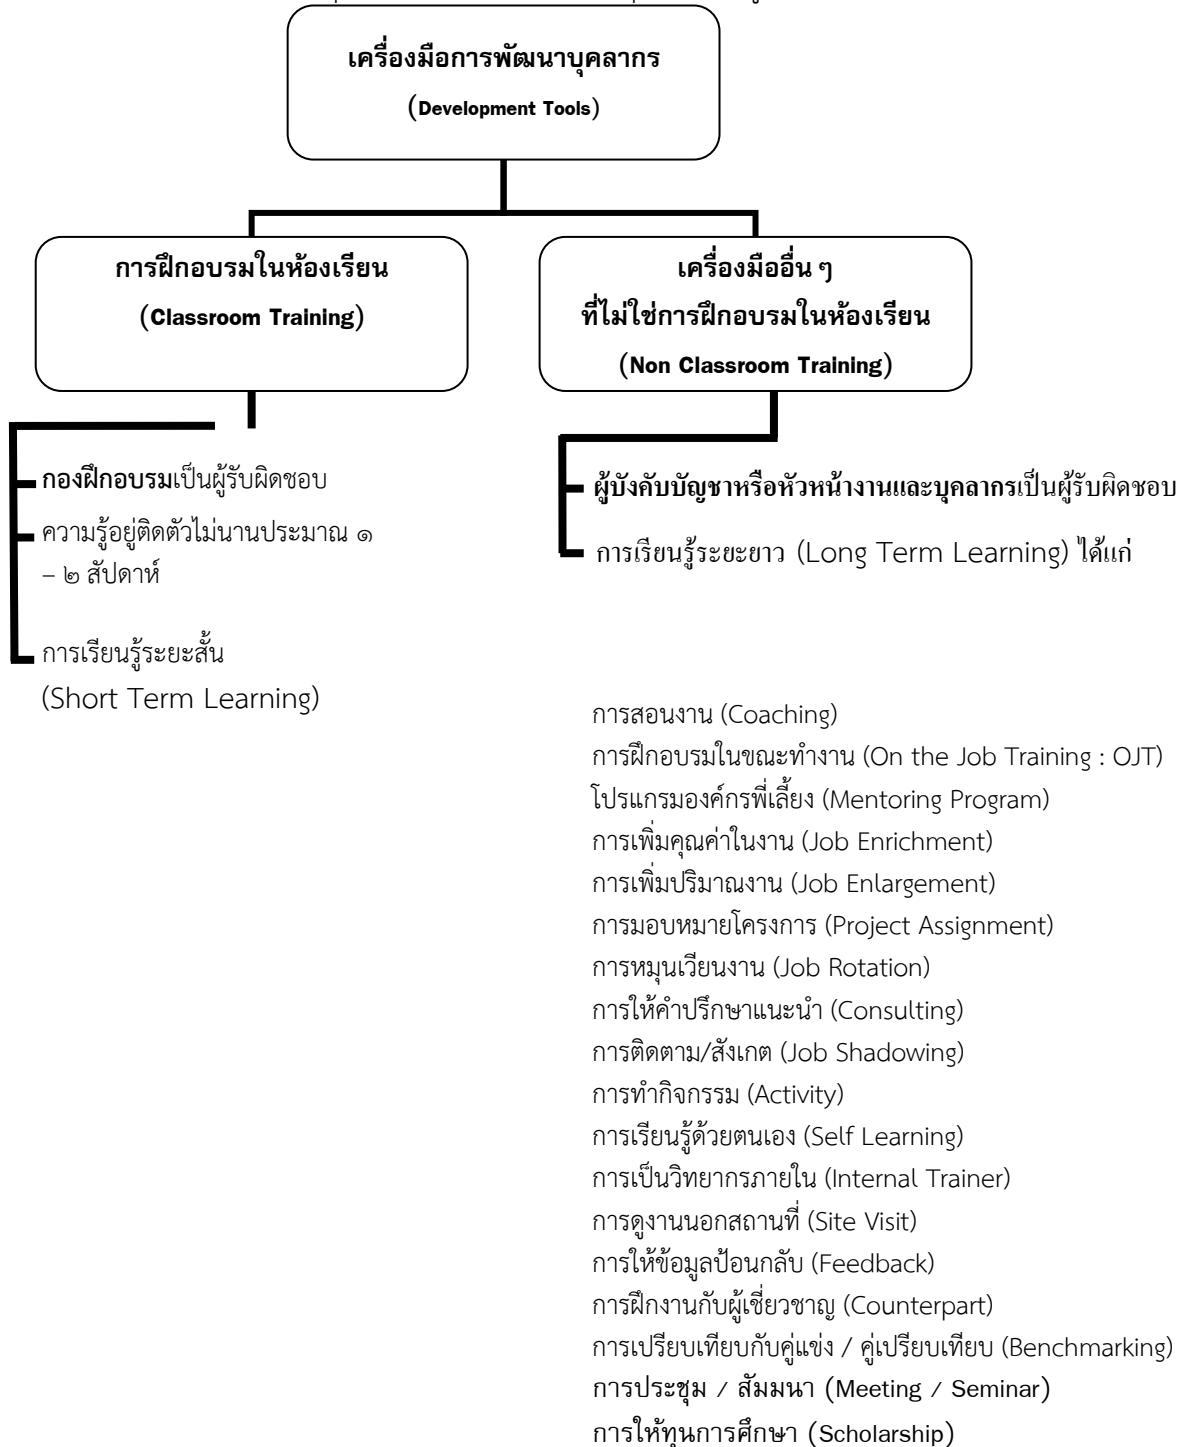 เครื่องมือการพัฒนาบุคลากร
(Development Tools)
การฝึกอบรมในห้องเรียน
(Classroom Training)
เครื่องมืออื่น ๆ
ที่ไม่ใช่การฝึกอบรมในห้องเรียน
(Non Classroom Training)
กองฝึกอบรมเป็นผู้รับผิดชอบ
ความรู้อยู่ติดตัวไม่นานประมาณ ๑
– ๒ สัปดาห์
การเรียนรู้ระยะสั้น
(Short Term Learning)
ผู้บังคับบัญชาหรือหัวหน้างานและบุคลากรเป็นผู้รับผิดชอบ
การเรียนรู้ระยะยาว (Long Term Learning) ได้แก่
การสอนงาน (Coaching)
การฝึกอบรมในขณะทำงาน (On the Job Training : OJT)
โปรแกรมองค์กรพี่เลี้ยง (Mentoring Program)
การเพิ่มคุณค่าในงาน (Job Enrichment)
การเพิ่มปริมาณงาน (Job Enlargement)
การมอบหมายโครงการ (Project Assignment)
การหมุนเวียนงาน (Job Rotation)
การให้คำปรึกษาแนะนำ (Consulting)
การติดตาม/สังเกต (Job Shadowing)
การทำกิจกรรม (Activity)
การเรียนรู้ด้วยตนเอง (Self Learning)
การเป็นวิทยากรภายใน (Internal Trainer)
การดูงานนอกสถานที่ (Site Visit)
การให้ข้อมูลป้อนกลับ (Feedback)
การฝึกงานกับผู้เชี่ยวชาญ (Counterpart)
การเปรียบเทียบกับคู่แข่ง / คู่เปรียบเทียบ (Benchmarking)
การประชุม / สัมมนา (Meeting / Seminar)
การให้ทุนการศึกษา (Scholarship)